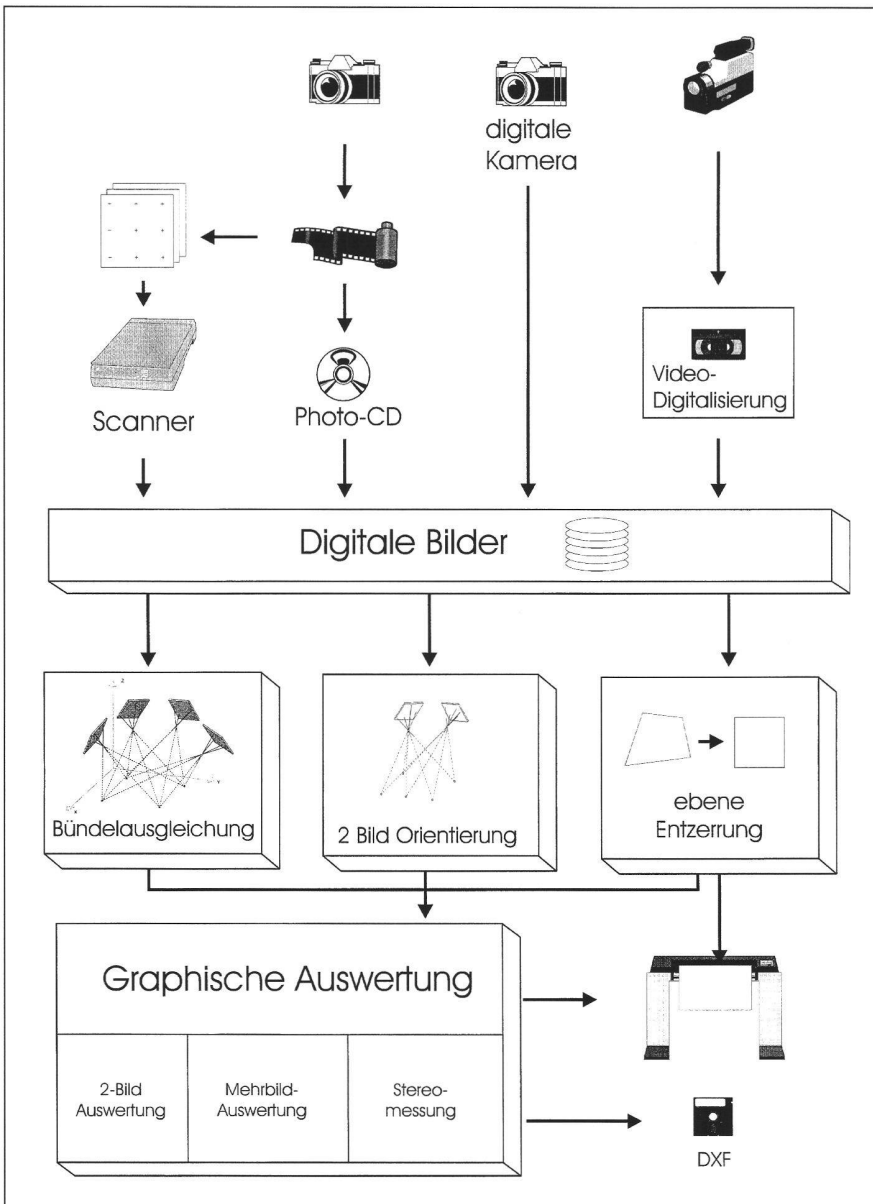 digitale
Kamera
Scanner
Photo-CD
Video-
Digitalisierung
Digitale Bilder
Bündelausgleichung
2 Bild Orientierung
ebene
Entzerrung
Graphische Auswertung
2-Bild
Auswertung
Mehrbild-
Auswertung
Stereo-
messung
DXF